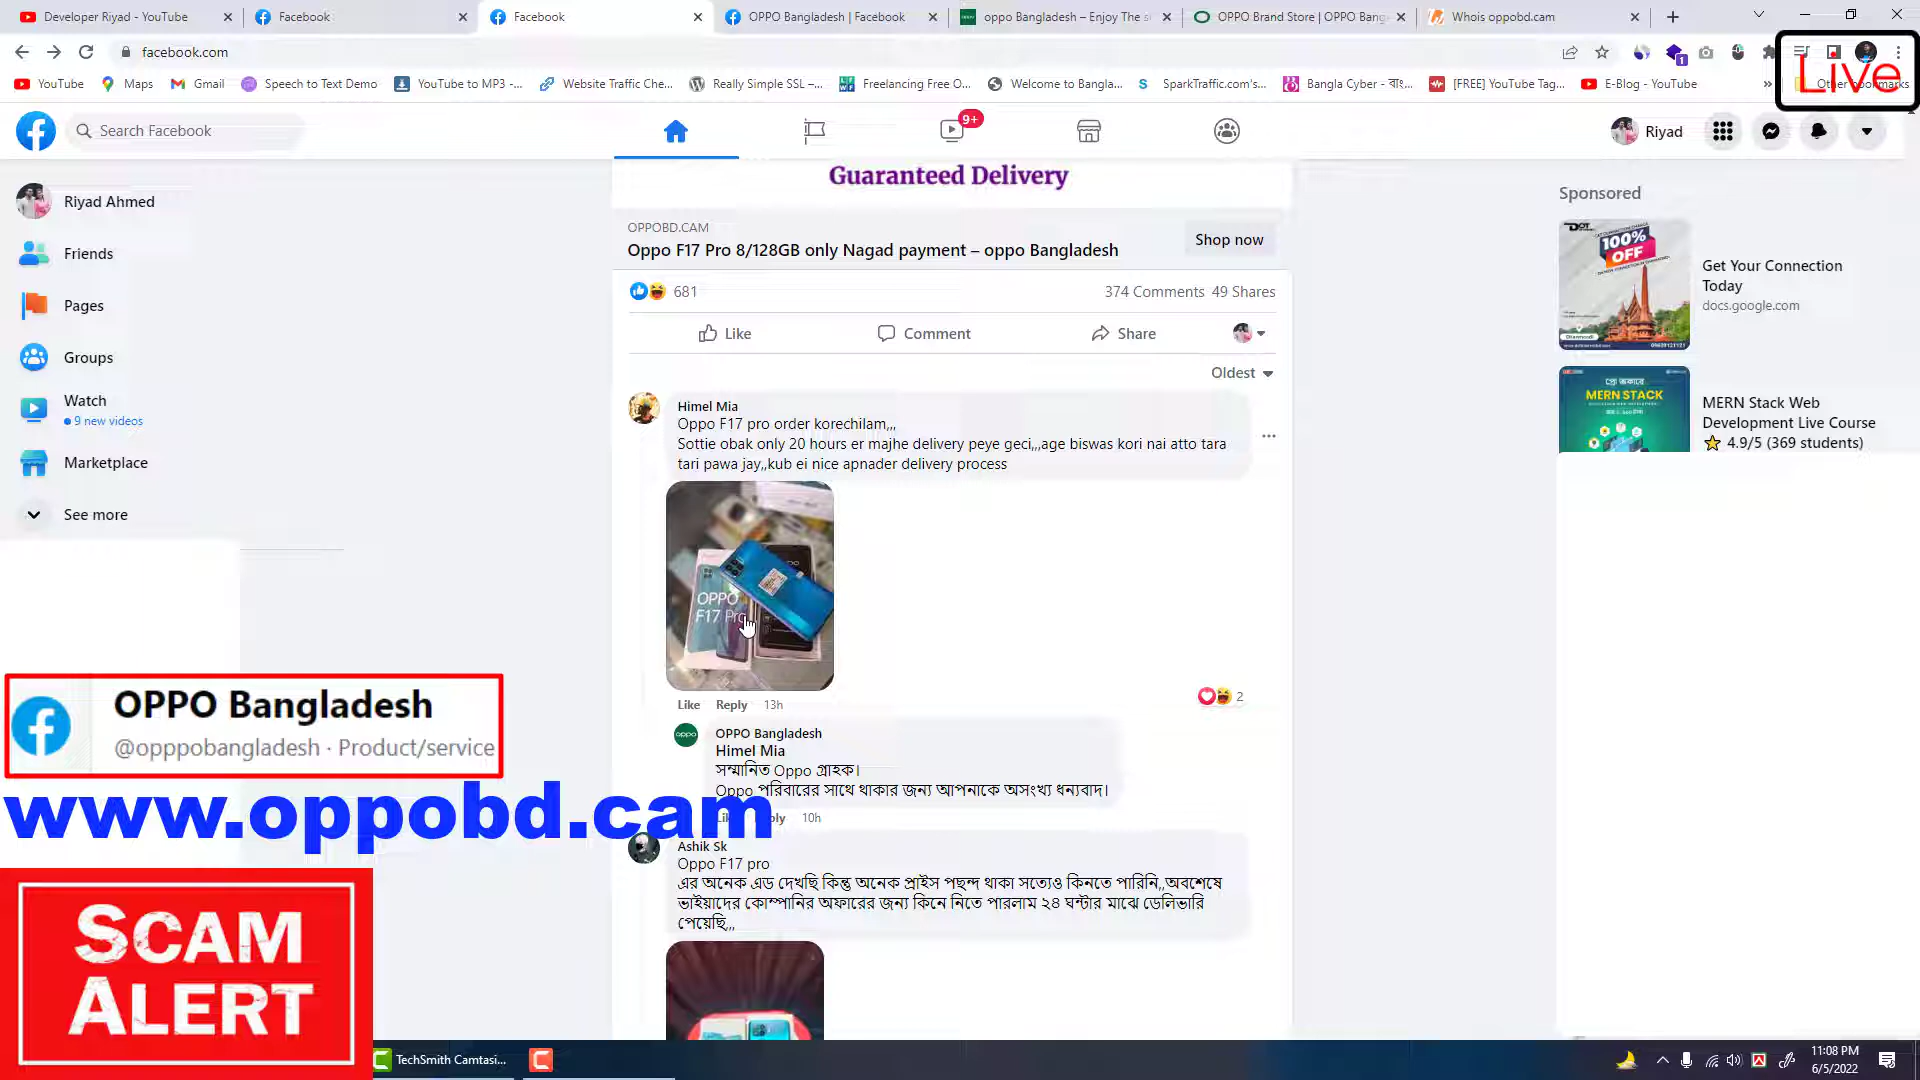 Developer Riyad - YouTube
Facebook
Facebook
OPPO Bangladesh | Facebook
oppo Bangladesh – Enjoy The s
OPPO Brand Store | OPPO Bang
Whois oppobd.cam
facebook.com
YouTube
Maps
Gmail
Speech to Text Demo
YouTube to MP3 -...
Website Traffic Che...
Really Simple SSL –...
Freelancing Free O...
Welcome to Bangla...
SparkTraffic.com's...
Bangla Cyber - বাং...
[FREE] YouTube Tag...
E-Blog - YouTube
Other bookmarks
Live
Search Facebook
9+
Riyad
Guaranteed Delivery
Riyad Ahmed
Friends
Pages
Groups
Watch
9 new videos
Marketplace
See more
OPPOBD.CAM
Oppo F17 Pro 8/128GB only Nagad payment – oppo Bangladesh
Shop now
681
374 Comments 49 Shares
Like
Comment
Share
Oldest
Himel Mia
Oppo F17 pro order korechilam,,,
Sottie obak only 20 hours er majhe delivery peye geci,,,age biswas kori nai atto tara
tari pawa jay,,kub ei nice apnader delivery process
OPPO
F17 Pro
Like Reply 13h
2
OPPO Bangladesh
Himel Mia
সম্মানিত Oppo গ্রাহক।
Oppo পরিবারের সাথে থাকার জন্য আপনাকে অসংখ্য ধন্যবাদ।
10h
Ashik Sk
Oppo F17 pro
এর অনেক এড দেখছি কিন্তু অনেক প্রাইস পছন্দ থাকা সত্যেও কিনতে পারিনি,,অবশেষে
ভাইয়াদের কোম্পানির অফারের জন্য কিনে নিতে পারলাম ২৪ ঘন্টার মাঝে ডেলিভারি
পেয়েছি,,,
Sponsored
DOT
100%
OFF
Get Your Connection
Today
docs.google.com
MERN STACK
MERN Stack Web
Development Live Course
4.9/5 (369 students)
OPPO Bangladesh
@opppobangladesh · Product/service
www.oppobd.cam
SCAM
ALERT
TechSmith Camtasi...
11:08 PM
6/5/2022